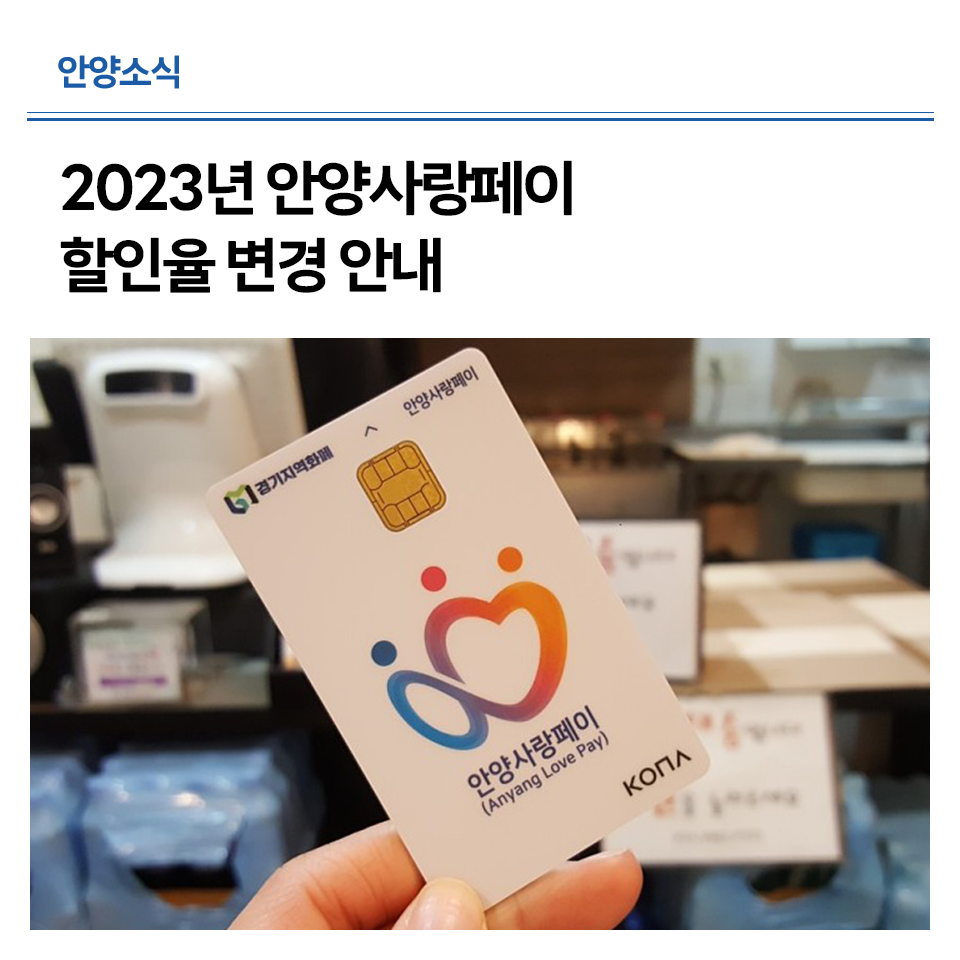 안양소식
2023년 안양사랑페이
할인율 변경 안내
안양사랑페이
경기지역화폐
안양사랑페이
(Anyang Love Pay)
KONA